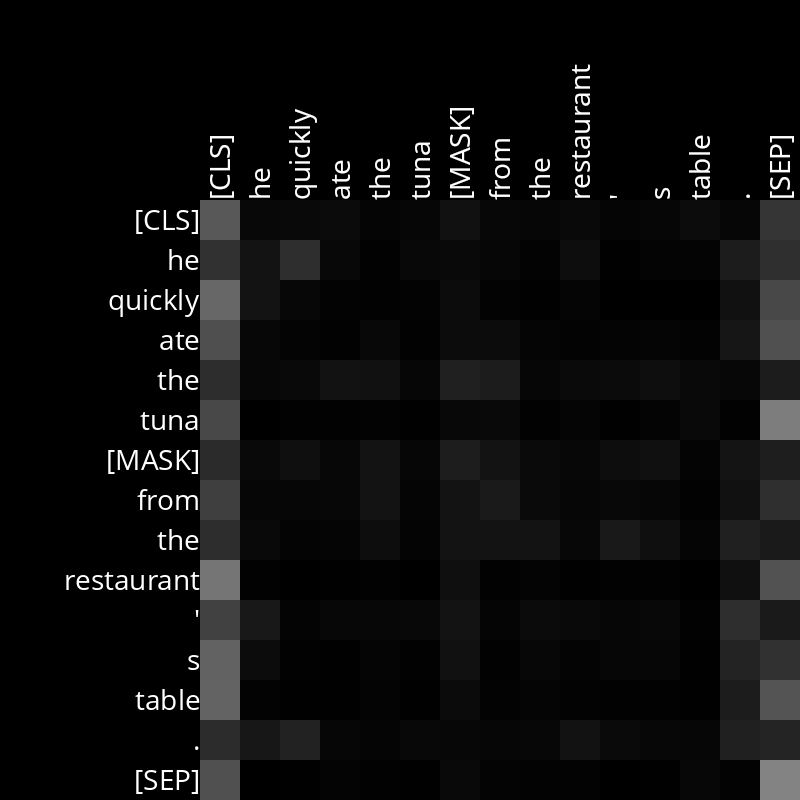 [CLS] he quickly ate the tuna [MASK] from the restaurant ' s table . [SEP]
[CLS]
he
quickly
ate
the
tuna
[MASK]
from
the
restaurant
'
s
table
.
[SEP]